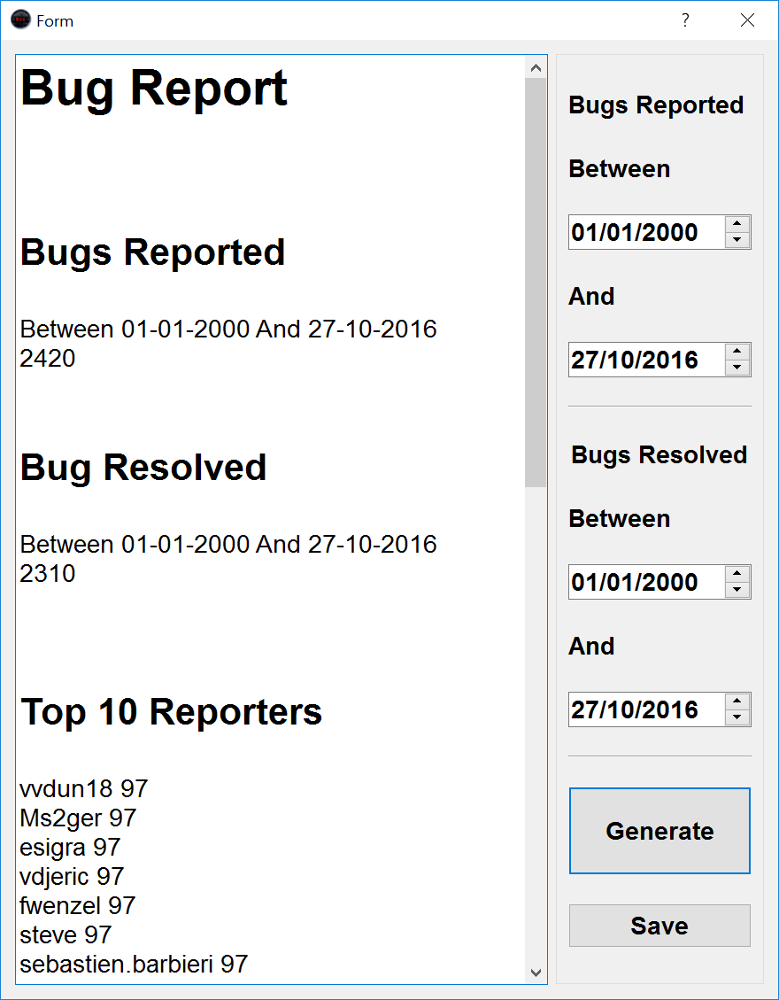 Form
Bug Report
Bugs Reported
Between 01-01-2000 And 27-10-2016
2420
Bug Resolved
Between 01-01-2000 And 27-10-2016
2310
Top 10 Reporters
vvdun18 97
Ms2ger 97
esigra 97
vdjeric 97
fwenzel 97
steve 97
sebastien.barbieri 97
Bugs Reported
Between
01/01/2000
And
27/10/2016
Bugs Resolved
Between
01/01/2000
And
27/10/2016
Generate
Save